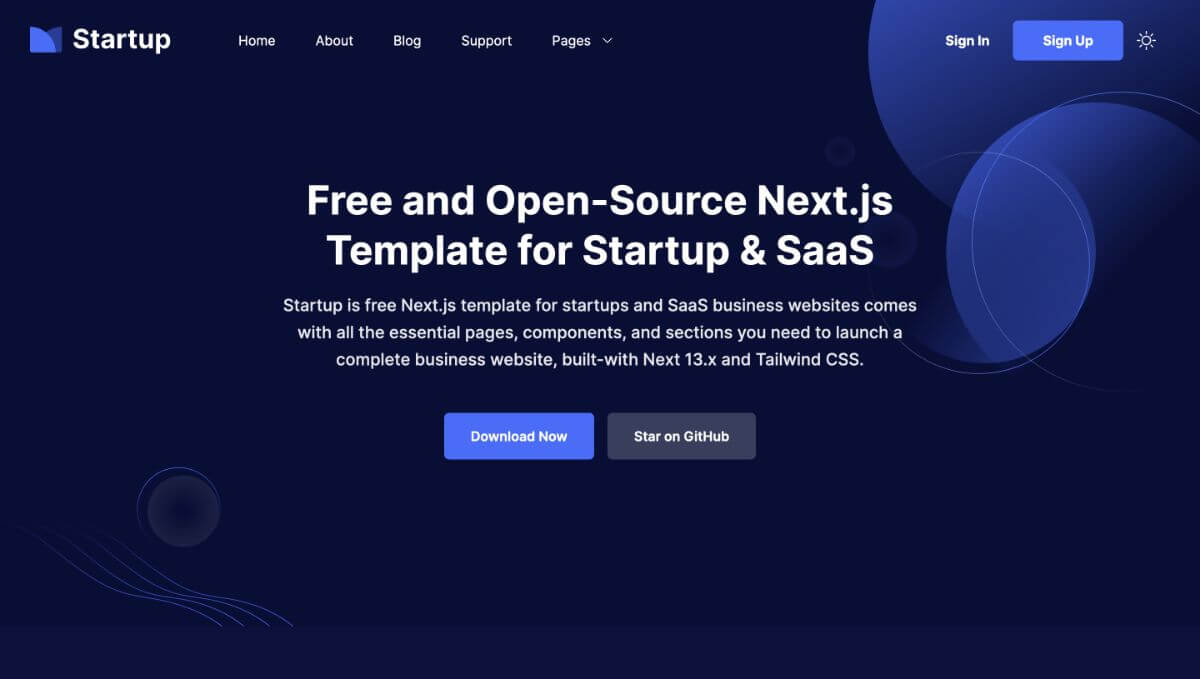 Startup
Home
About
Blog
Support
Pages
Sign In
Sign Up
Free and Open-Source Next.js
Template for Startup & SaaS
Startup is free Next.js template for startups and SaaS business websites comes
with all the essential pages, components, and sections you need to launch a
complete business website, built-with Next 13.x and Tailwind CSS.
Download Now
Star on GitHub